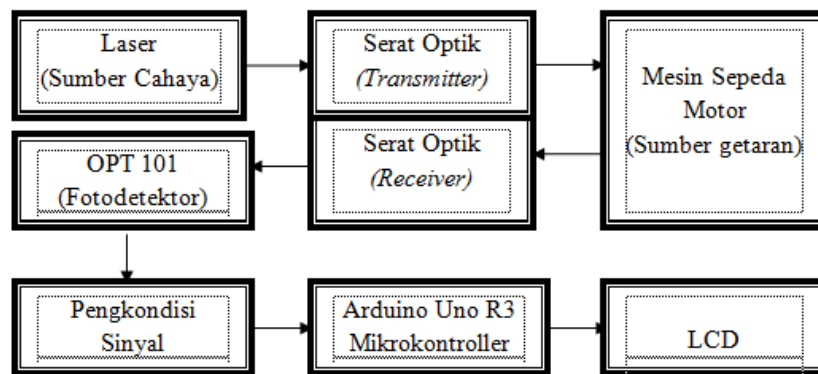 Laser
(Sumber Cahaya)
Serat Optik
(Transmitter)
Mesin Sepeda
Motor
(Sumber getaran)
OPT 101
(Fotodetektor)
Serat Optik
(Receiver)
Pengkondisi
Sinyal
Arduino Uno R3
Mikrokontroller
LCD